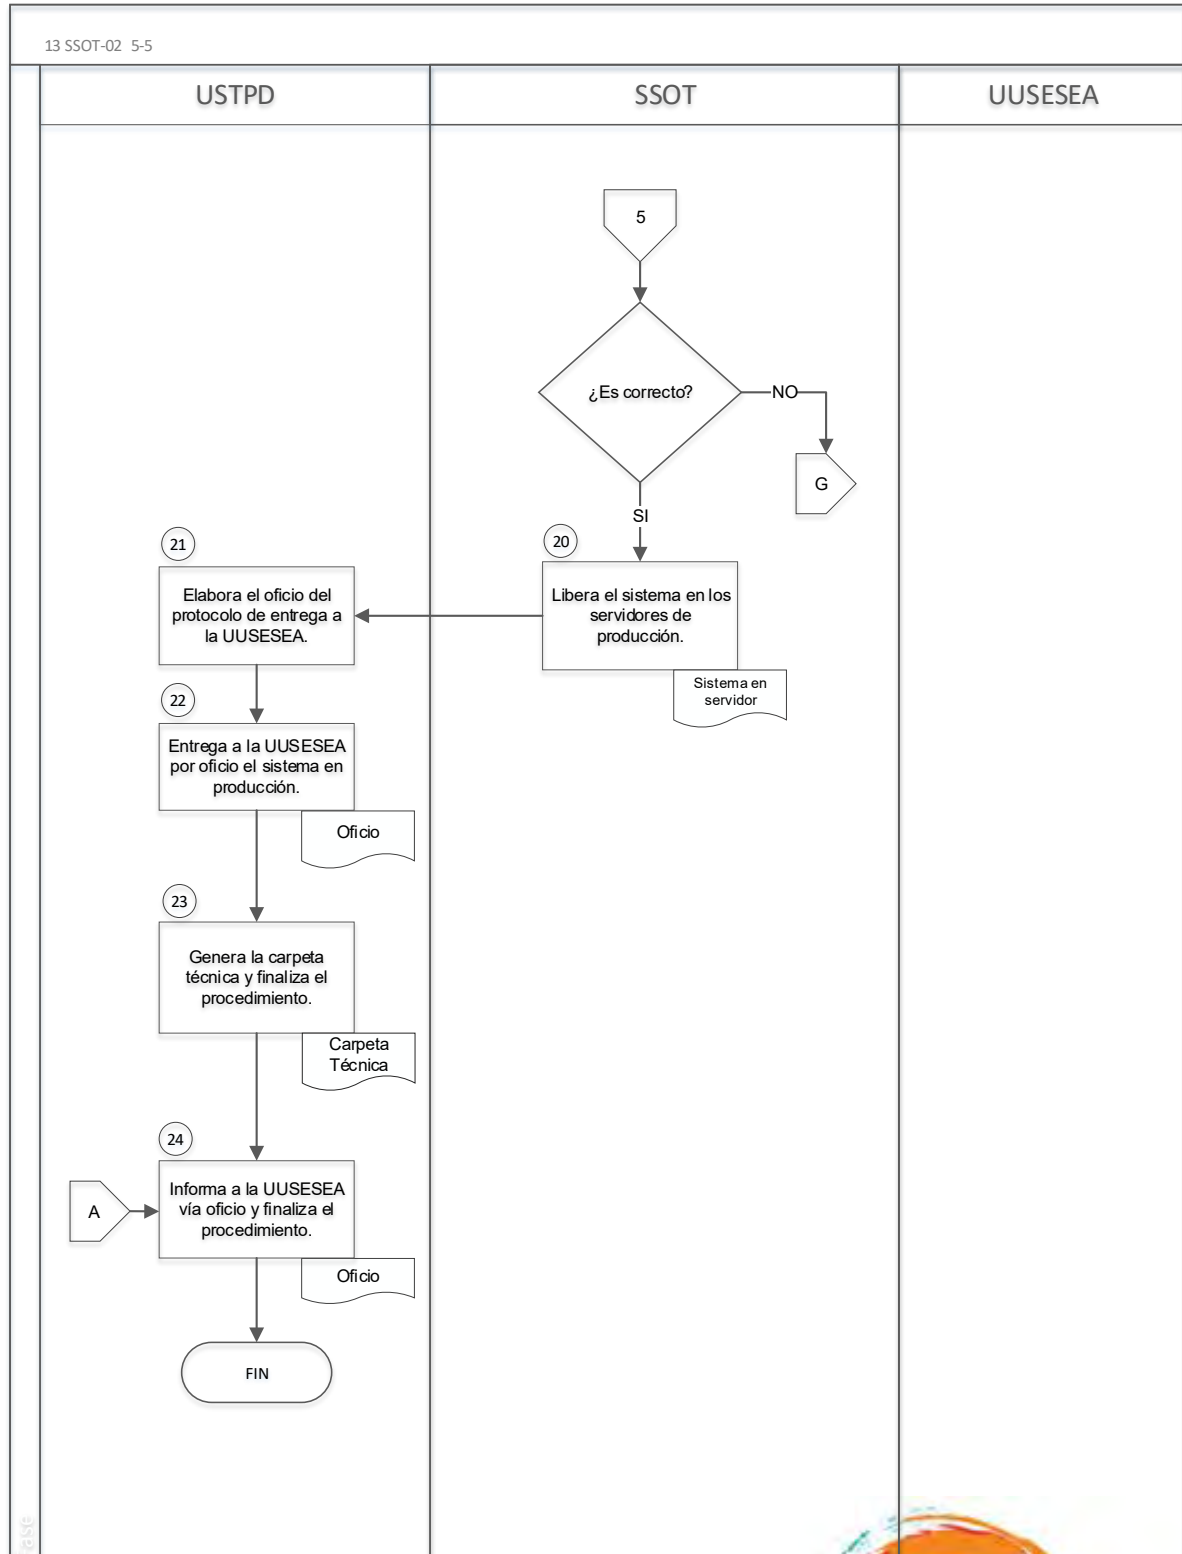 13 SSOT-02 5-5
USTPD
SSOT
UUSESEA
5
¿Es correcto?
NO
G
SI
20
Libera el sistema en los
servidores de
producción.
Sistema en
servidor
21
Elabora el oficio del
protocolo de entrega a
la UUSESEA.
22
Entrega a la UUSESEA
por oficio el sistema en
producción.
Oficio
23
Genera la carpeta
técnica y finaliza el
procedimiento.
Carpeta
Técnica
24
A
Informa a la UUSESEA
vía oficio y finaliza el
procedimiento.
Oficio
FIN